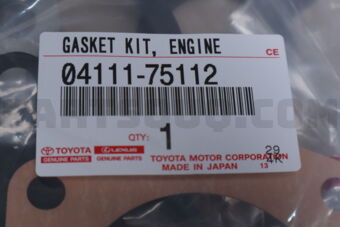 GASKET KIT, ENGINE
CE
04111-75112
QTY: 1
TOYOTA
GENUINE PARTS
LEXUS
GENUINE PARTS
TOYOTA MOTOR CORPORATION
MADE IN JAPAN 13
29
4K